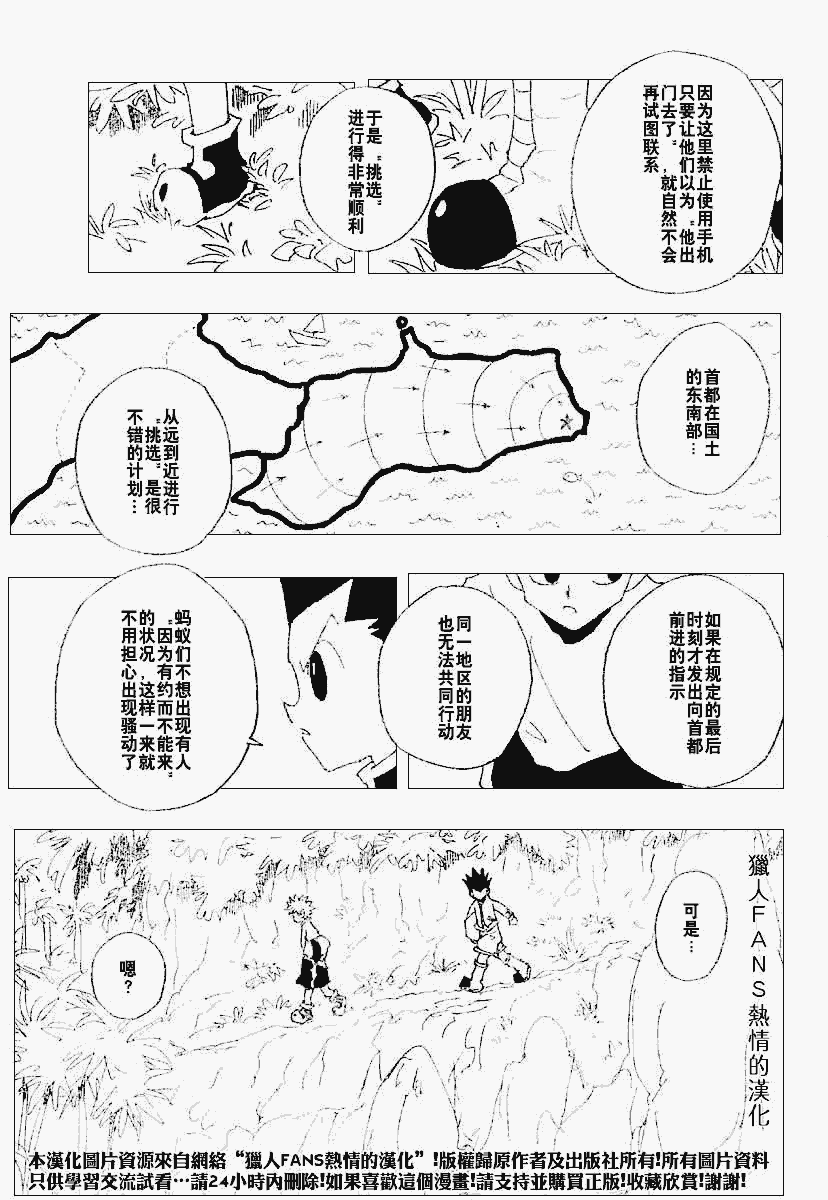 因为这里禁止使用手机
只要让他们以为“他出
门去了”,就自然不会
再试图联系
于是“挑选”
进行得非常顺利
首都在国土
的东南部…
从远到近进行
“挑选”是很
不错的计划…
如果在规定的最后
时刻才发出向首都
前进的指示
同一地区的朋友
也无法共同行动
蚂蚁们不想出现有人
“因为有约而不能来”
的状况,这样一来就
不用担心出现骚动了
可是…
嗯?
獵人FANS熱情的漢化
本漢化圖片資源來自網絡“獵人FANS熱情的漢化”!版權歸原作者及出版社所有!所有圖片資料
只供學習交流試看…請24小時內刪除!如果喜歡這個漫畫!請支持並購買正版!收藏欣賞!謝謝!